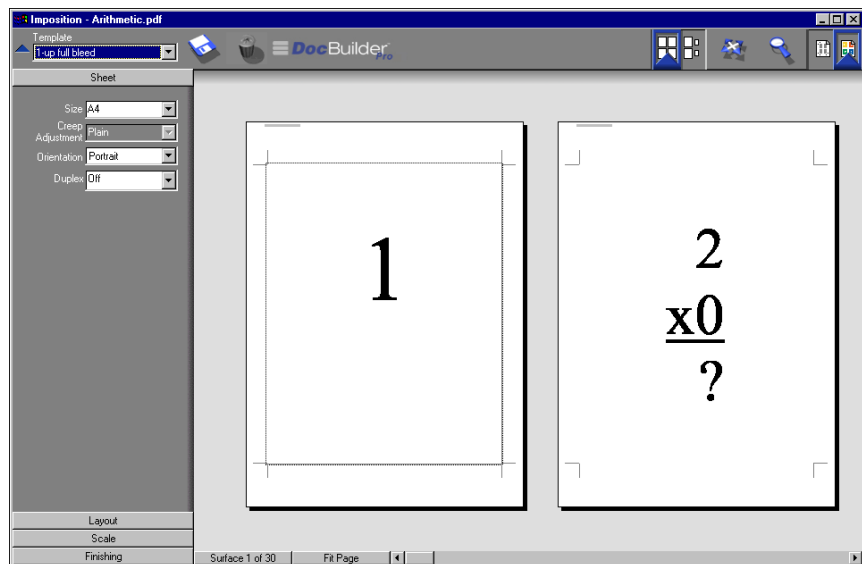 Imposition - Arithmetic.pdf
Template
1-up full bleed
DocBuilder
Pro
Sheet
Size A4
Creep
Adjustment Plain
Orientation Portrait
Duplex Off
1
2
x0
?
Layout
Scale
Finishing
Surface 1 of 30 Fit Page